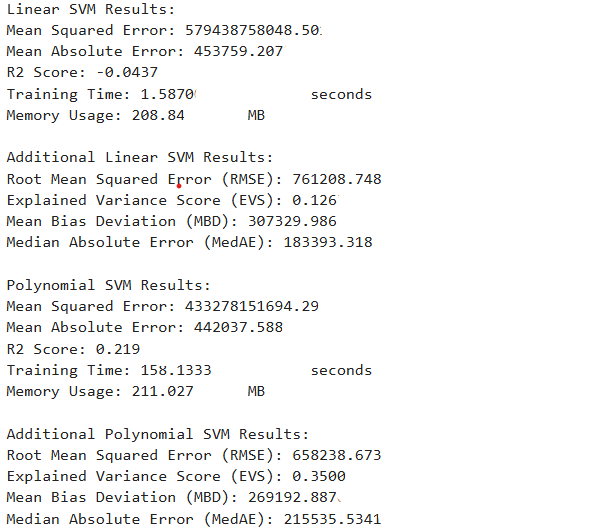 Linear SVM Results:
Mean Squared Error: 579438758048.50
Mean Absolute Error: 453759.207
R2 Score: -0.0437
Training Time: 1.5870 seconds
Memory Usage: 208.84 MB
Additional Linear SVM Results:
Root Mean Squared Error (RMSE): 761208.748
Explained Variance Score (EVS): 0.126
Mean Bias Deviation (MBD): 307329.986
Median Absolute Error (MedAE): 183393.318
Polynomial SVM Results:
Mean Squared Error: 433278151694.29
Mean Absolute Error: 442037.588
R2 Score: 0.219
Training Time: 158.1333 seconds
Memory Usage: 211.027 MB
Additional Polynomial SVM Results:
Root Mean Squared Error (RMSE): 658238.673
Explained Variance Score (EVS): 0.3500
Mean Bias Deviation (MBD): 269192.887
Median Absolute Error (MedAE): 215535.5341